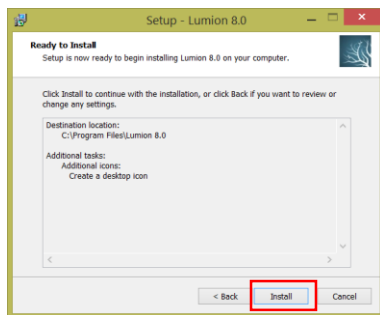 Setup - Lumion 8.0
Ready to Install
Setup is now ready to begin installing Lumion 8.0 on your computer.
Click Install to continue with the installation, or click Back if you want to review or
change any settings.
Destination location:
C:\Program Files\Lumion 8.0
Additional tasks:
Additional icons:
Create a desktop icon
< Back
Install
Cancel